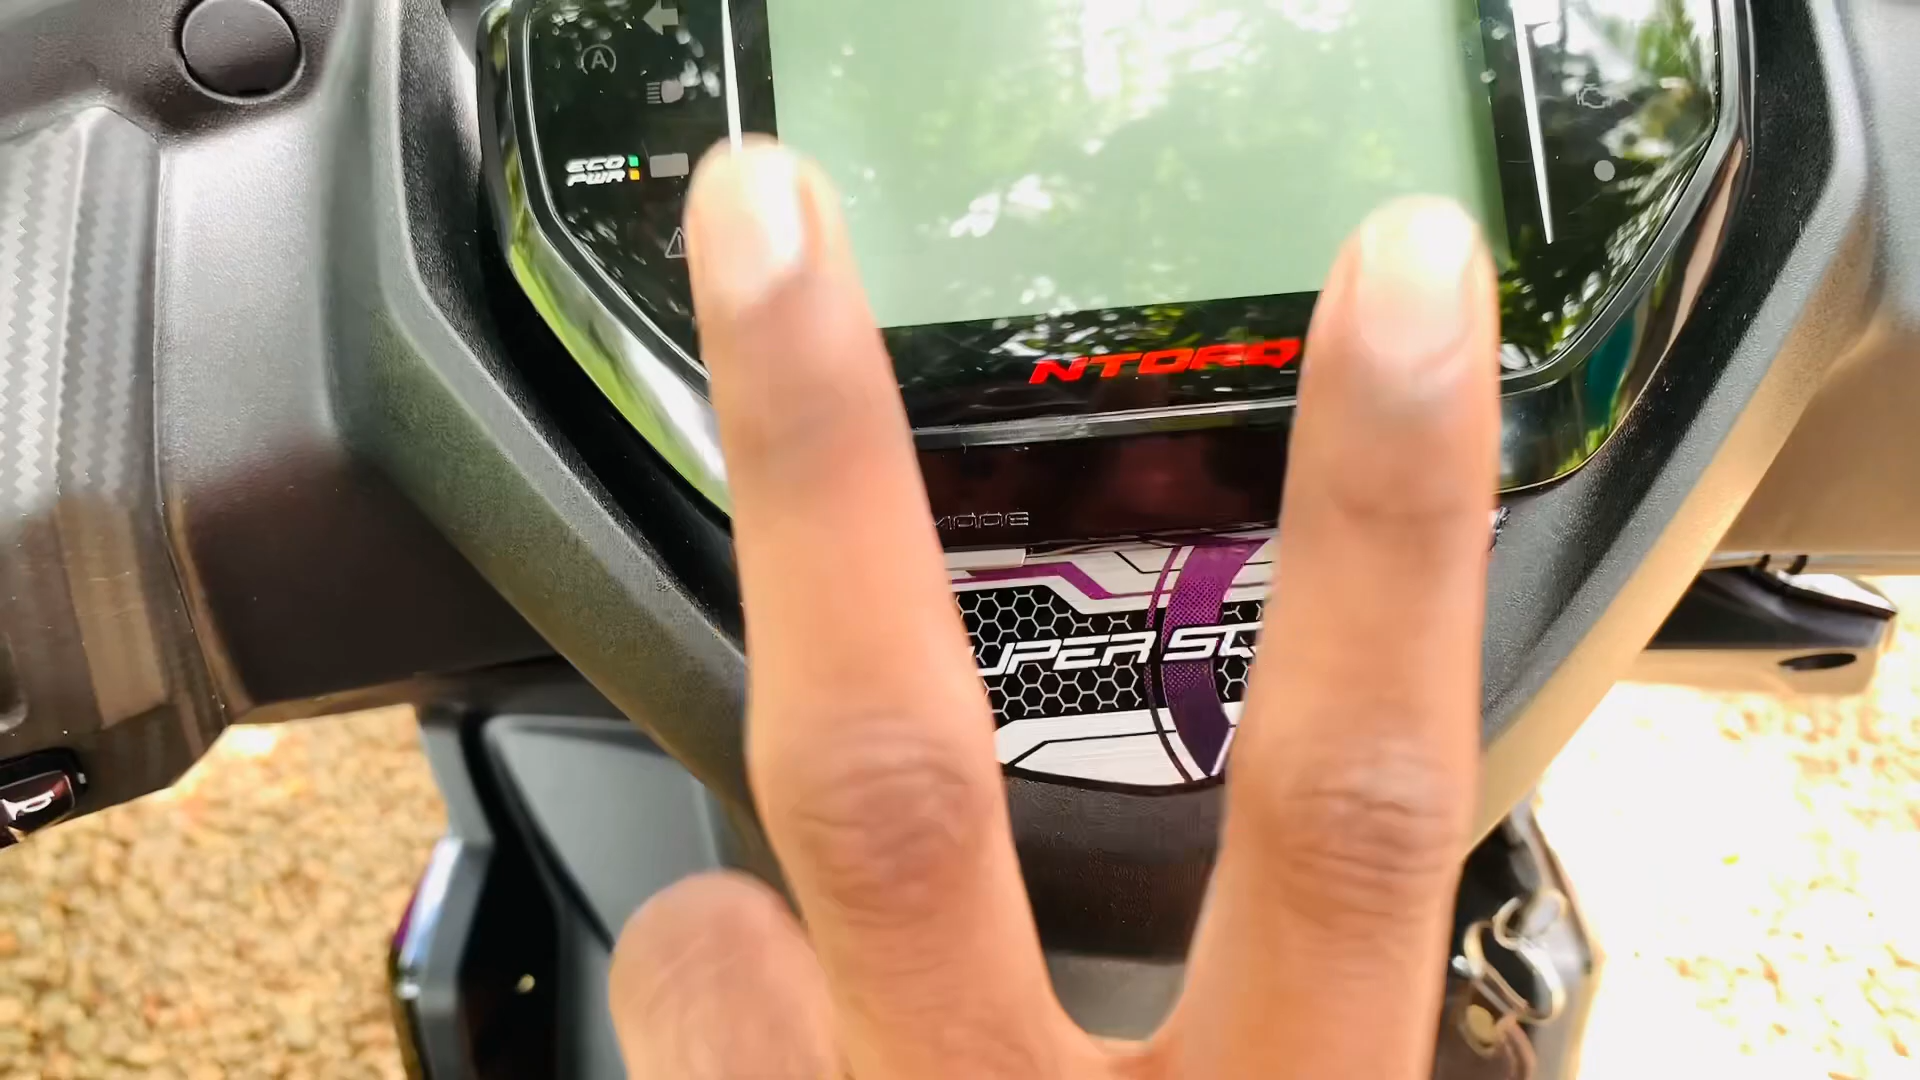 A
ECO
PWR
NTORQ
MODE
UPER SQ